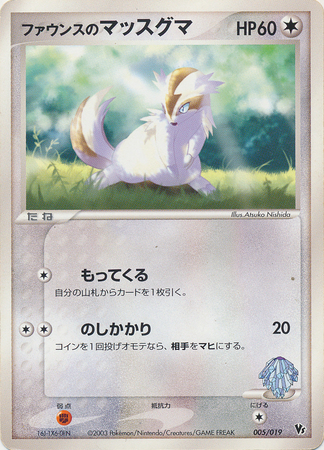 ファウンスのマッスグマ HP60
Illus.Atsuko Nishida
たね
もってくる
自分の山札からカードを1枚引く。
のしかかり 20
コインを1回投げオモテなら、相手をマヒにする。
弱点 抵抗力 にげる
©2003 Pokémon/Nintendo/Creatures/GAME FREAK
005/019 VS